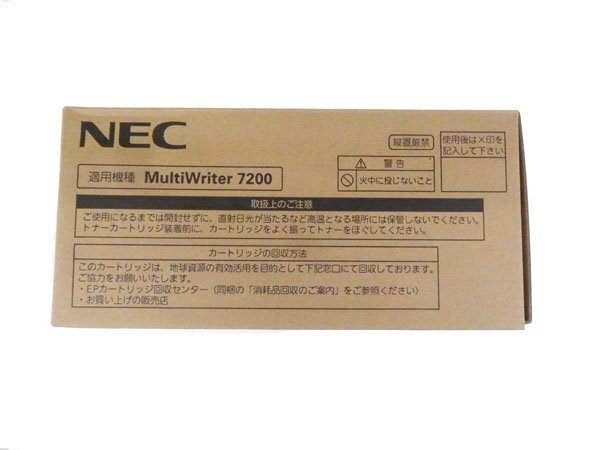 NEC
縦置厳禁
使用後は×印を
記入して下さい
警告
火中に投じないこと
適用機種 MultiWriter 7200
取扱上のご注意
ご使用になるまでは開封せずに、直射日光が当たるなど高温となる場所には保管しないでください。
トナーカートリッジ装着前に、カートリッジをよく振ってトナーをほぐしてください。
カートリッジの回収方法
このカートリッジは、地球資源の有効活用を目的として下記窓口にて回収しております。
ご協力をお願いいたします。
・EPカートリッジ回収センター（同梱の「消耗品回収のご案内」をご参照ください）
・お買い上げの販売店